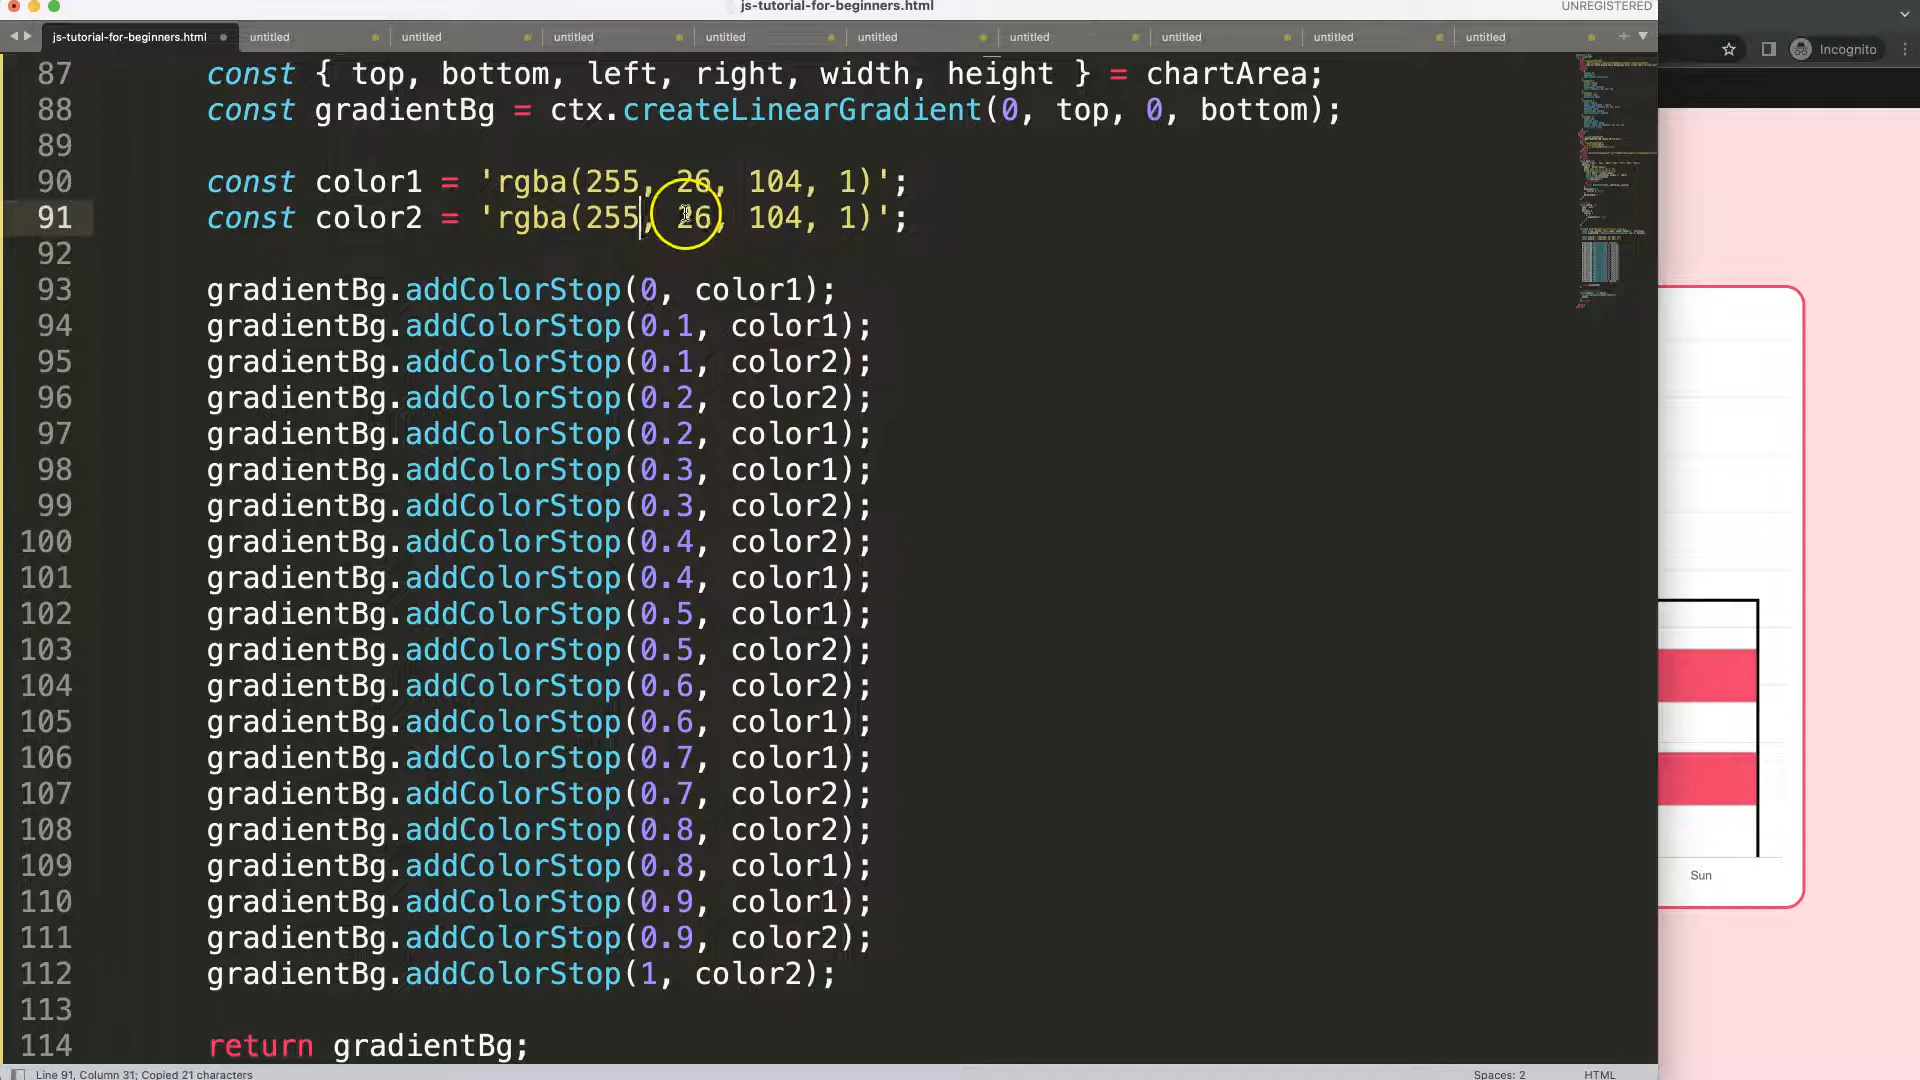 js-tutorial-for-beginners.html
UNREGISTERED
js-tutorial-for-beginners.html untitled untitled untitled untitled untitled untitled untitled untitled untitled
Incognito
87 const { top, bottom, left, right, width, height } = chartArea;
88 const gradientBg = ctx.createLinearGradient(0, top, 0, bottom);
89
90 const color1 = 'rgba(255, 26, 104, 1)';
91 const color2 = 'rgba(255, 26, 104, 1)';
92
93 gradientBg.addColorStop(0, color1);
94 gradientBg.addColorStop(0.1, color1);
95 gradientBg.addColorStop(0.1, color2);
96 gradientBg.addColorStop(0.2, color2);
97 gradientBg.addColorStop(0.2, color1);
98 gradientBg.addColorStop(0.3, color1);
99 gradientBg.addColorStop(0.3, color2);
100 gradientBg.addColorStop(0.4, color2);
101 gradientBg.addColorStop(0.4, color1);
102 gradientBg.addColorStop(0.5, color1);
103 gradientBg.addColorStop(0.5, color2);
104 gradientBg.addColorStop(0.6, color2);
105 gradientBg.addColorStop(0.6, color1);
106 gradientBg.addColorStop(0.7, color1);
107 gradientBg.addColorStop(0.7, color2);
108 gradientBg.addColorStop(0.8, color2);
109 gradientBg.addColorStop(0.8, color1);
110 gradientBg.addColorStop(0.9, color1);
111 gradientBg.addColorStop(0.9, color2);
112 gradientBg.addColorStop(1, color2);
113
114 return gradientBg;
Sun
Line 91, Column 31; Copied 21 characters
Spaces: 2
HTML